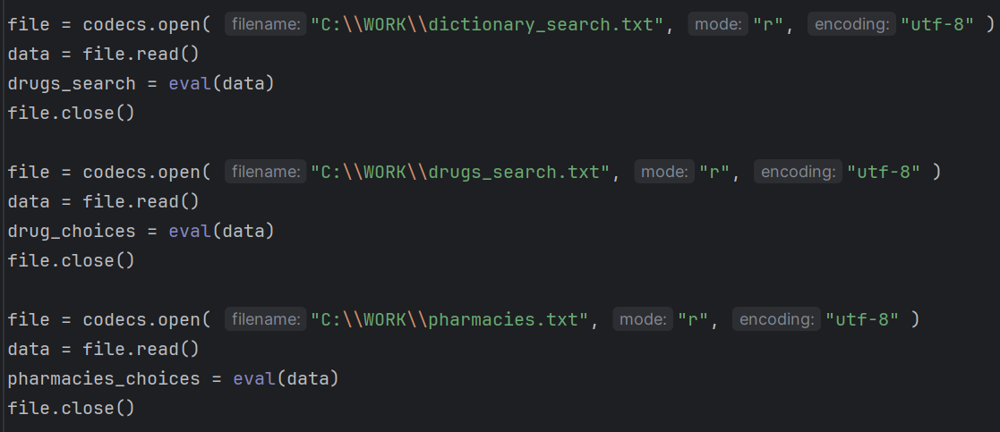 file = codecs.open( filename: "C:\\WORK\\dictionary_search.txt", mode: "r", encoding: "utf-8" )
data = file.read()
drugs_search = eval(data)
file.close()
file = codecs.open( filename: "C:\\WORK\\drugs_search.txt", mode: "r", encoding: "utf-8" )
data = file.read()
drug_choices = eval(data)
file.close()
file = codecs.open( filename: "C:\\WORK\\pharmacies.txt", mode: "r", encoding: "utf-8" )
data = file.read()
pharmacies_choices = eval(data)
file.close()